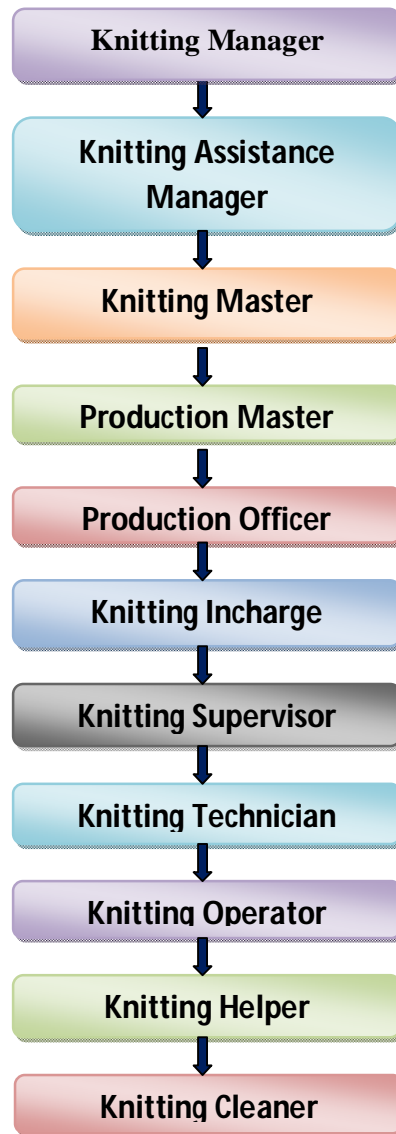 Knitting Manager
Knitting Assistance
Manager
Knitting Master
Production Master
Production Officer
Knitting Incharge
Knitting Supervisor
Knitting Technician
Knitting Operator
Knitting Helper
Knitting Cleaner